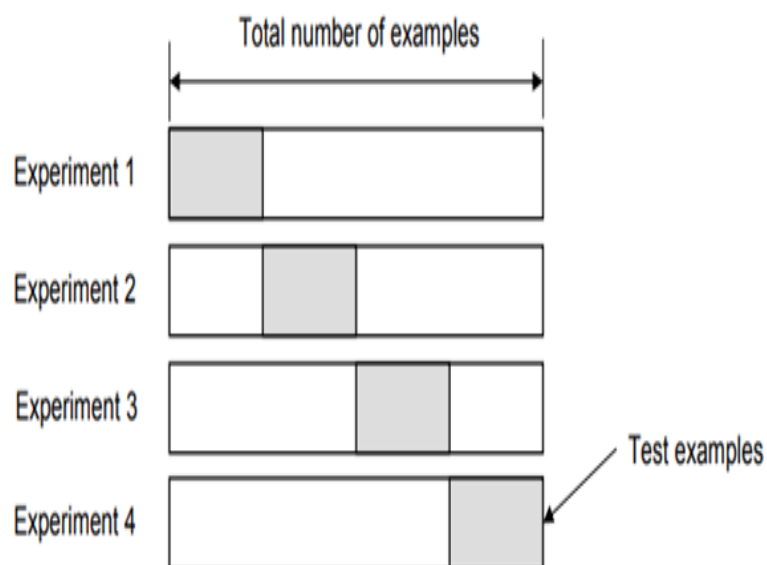 Total number of examples
Experiment 1
Experiment 2
Experiment 3
Test examples
Experiment 4